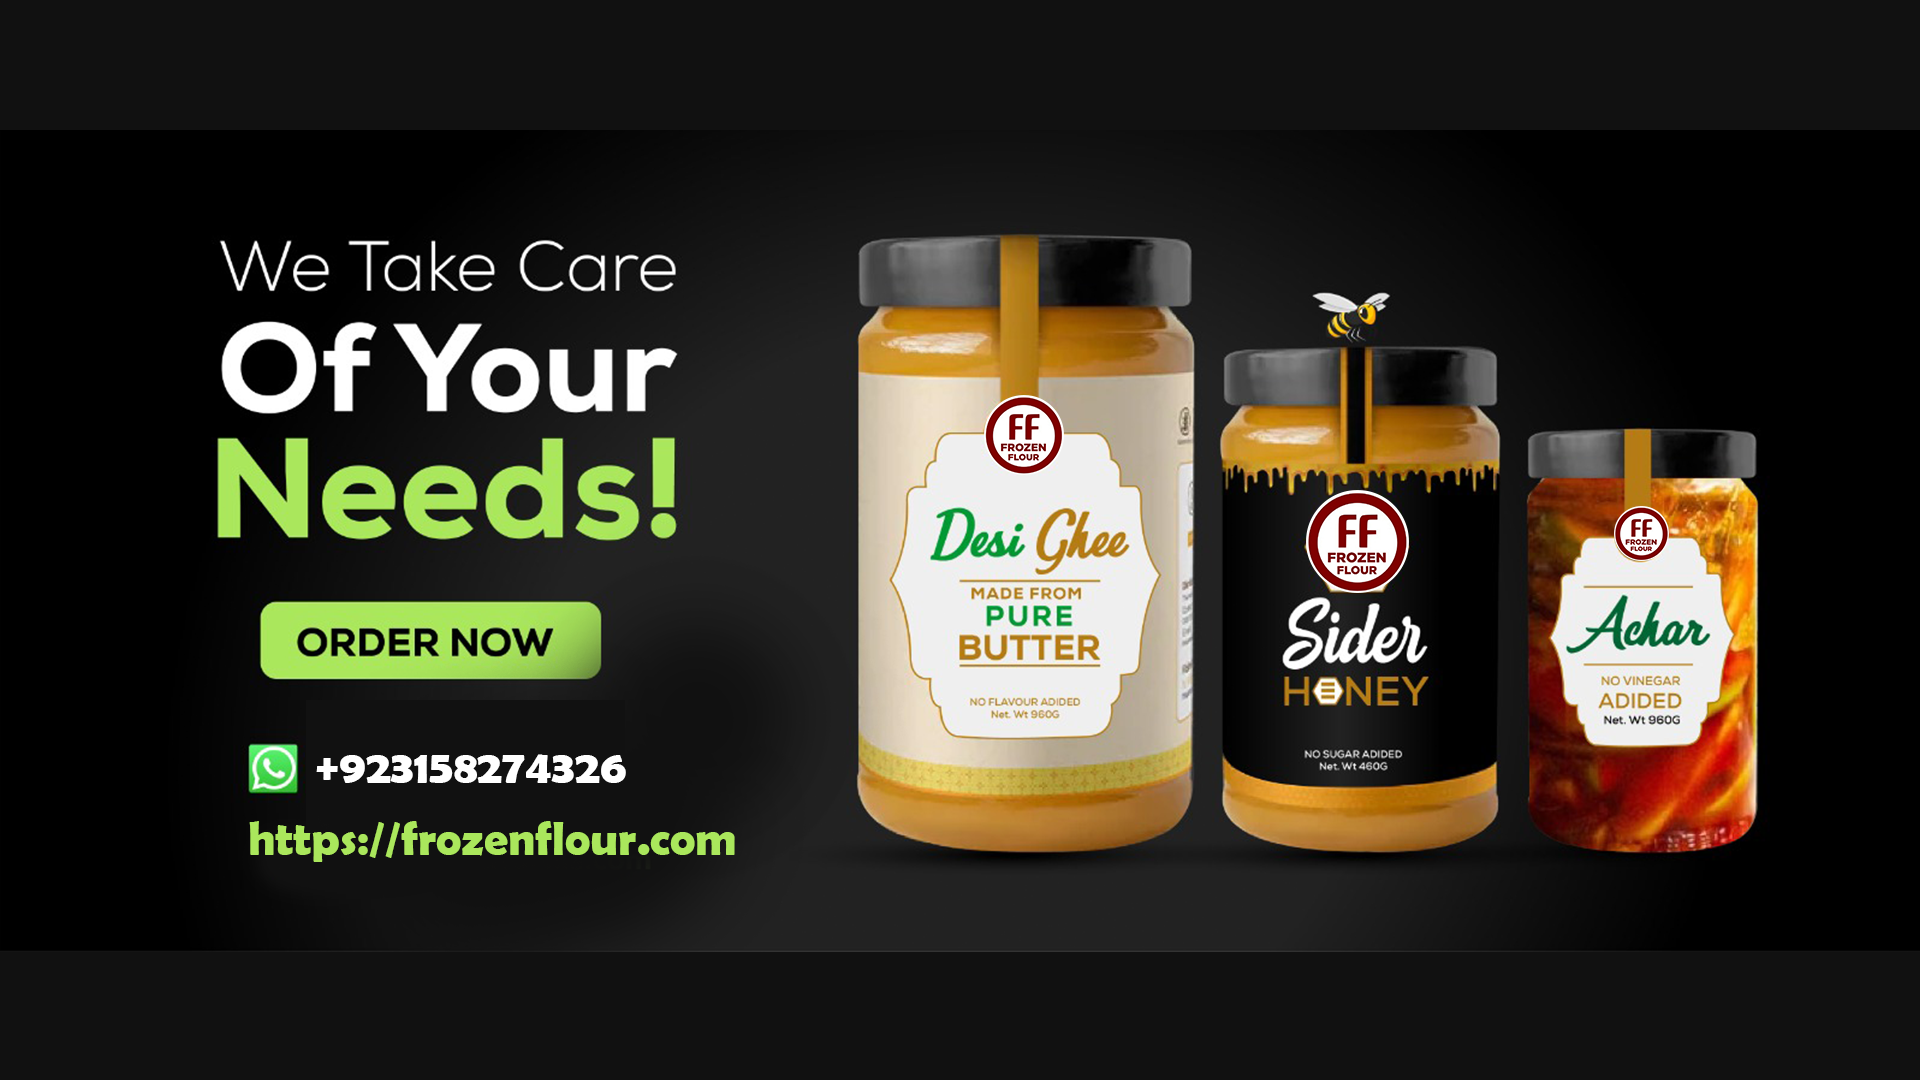 We Take Care
Of Your
Needs!
ORDER NOW
+923158274326
https://frozenflour.com
FF
FROZEN
FLOUR
Desi Ghee
MADE FROM
PURE
BUTTER
NO FLAVOUR ADIDED
Net. Wt 960G
FF
FROZEN
FLOUR
Sider
HONEY
NO SUGAR ADIDED
Net. Wt 460G
FF
FROZEN
FLOUR
Achar
NO VINEGAR
ADIDED
Net. Wt 960G